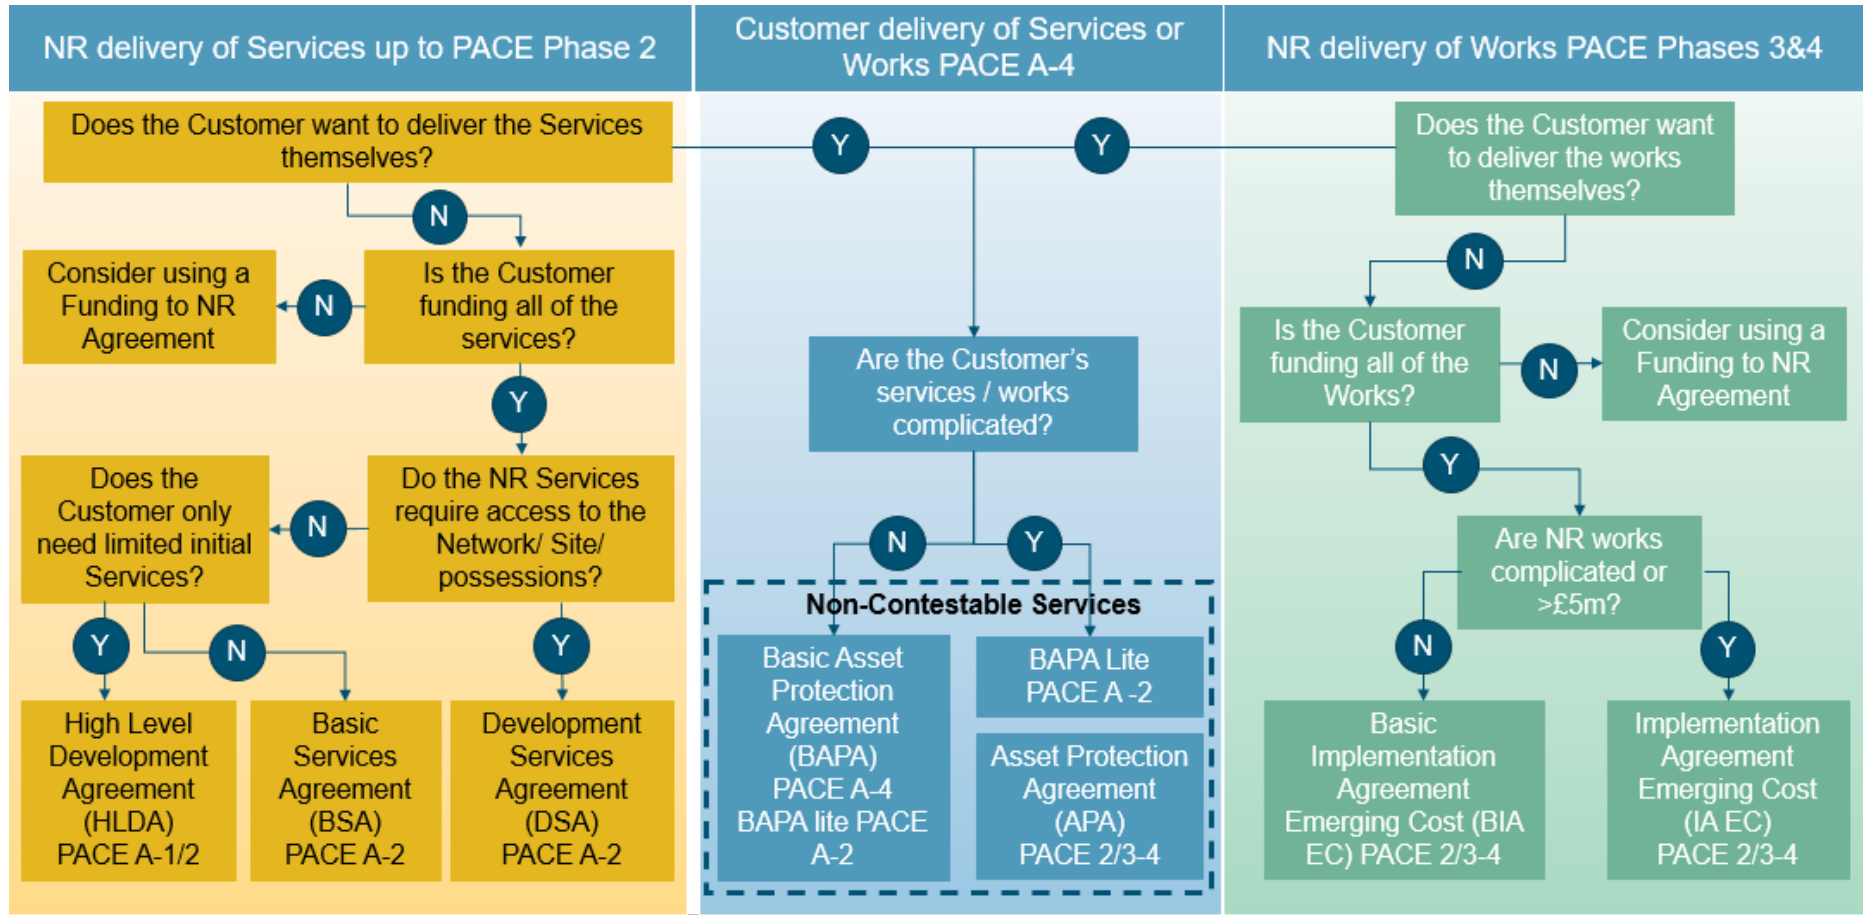 NR delivery of Services up to PACE Phase 2
Customer delivery of Services or
Works PACE A-4
NR delivery of Works PACE Phases 3&4
Does the Customer want to deliver the Services
themselves?
N
Consider using a
Funding to NR
Agreement
N
Is the Customer
funding all of the
services?
Y
Does the
Customer only
need limited initial
Services?
N
Do the NR Services
require access to the
Network/ Site/
possessions?
Y
N
Y
High Level
Development
Agreement
(HLDA)
PACE A-1/2
Basic
Services
Agreement
(BSA)
PACE A-2
Development
Services
Agreement
(DSA)
PACE A-2
Y
Y
Are the Customer’s
services / works
complicated?
N
Y
Non-Contestable Services
Basic Asset
Protection
Agreement
(BAPA)
PACE A-4
BAPA lite PACE
A-2
BAPA Lite
PACE A -2
Asset Protection
Agreement
(APA)
PACE 2/3-4
Does the Customer want
to deliver the works
themselves?
N
Is the Customer
funding all of the
Works?
N
Consider using a
Funding to NR
Agreement
Y
Are NR works
complicated or
>£5m?
N
Y
Basic
Implementation
Agreement
Emerging Cost (BIA
EC) PACE 2/3-4
Implementation
Agreement
Emerging Cost
(IA EC)
PACE 2/3-4